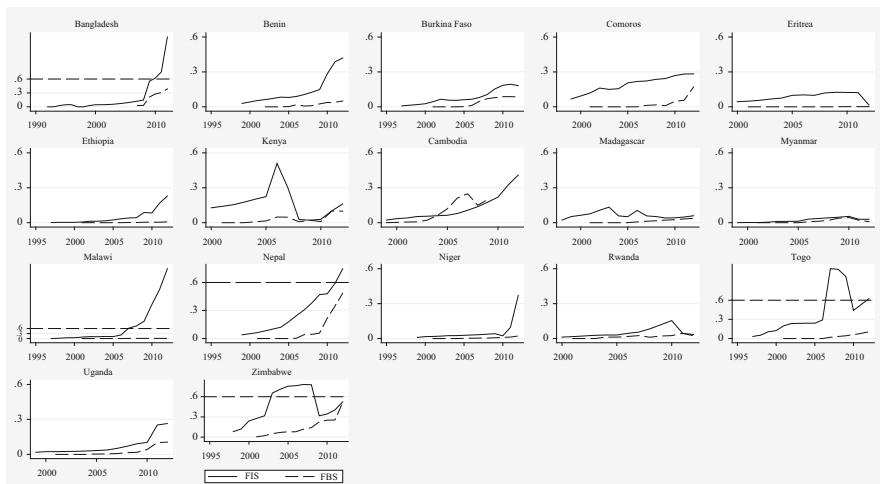 Bangladesh Benin Burkina Faso Comoros Eritrea
.6 .6 .6 .6
.6
.3 .3 .3 .3 .3
0 0 0 0 0
1990 2000 2010 1995 2000 2005 2010 1995 2000 2005 2010 1995 2000 2005 2010 2000 2005 2010
Ethiopia Kenya Cambodia Madagascar Myanmar
.6 .6 .6 .6 .6
.3 .3 .3 .3 .3
0 0 0 0 0
1995 2000 2005 2010 2000 2005 2010 2000 2005 2010 2000 2005 2010 1995 2000 2005 2010
Malawi Nepal Niger Rwanda Togo
.6 .6 .6
.6 .6
.3 .3 .3 .3 .3
0 0 0 0 0
1995 2000 2005 2010 1995 2000 2005 2010 1995 2000 2005 2010 2000 2005 2010 1995 2000 2005 2010
Uganda Zimbabwe
.6 .6
.3 .3
0 0
2000 2005 2010 1995 2000 2005 2010
FIS FBS